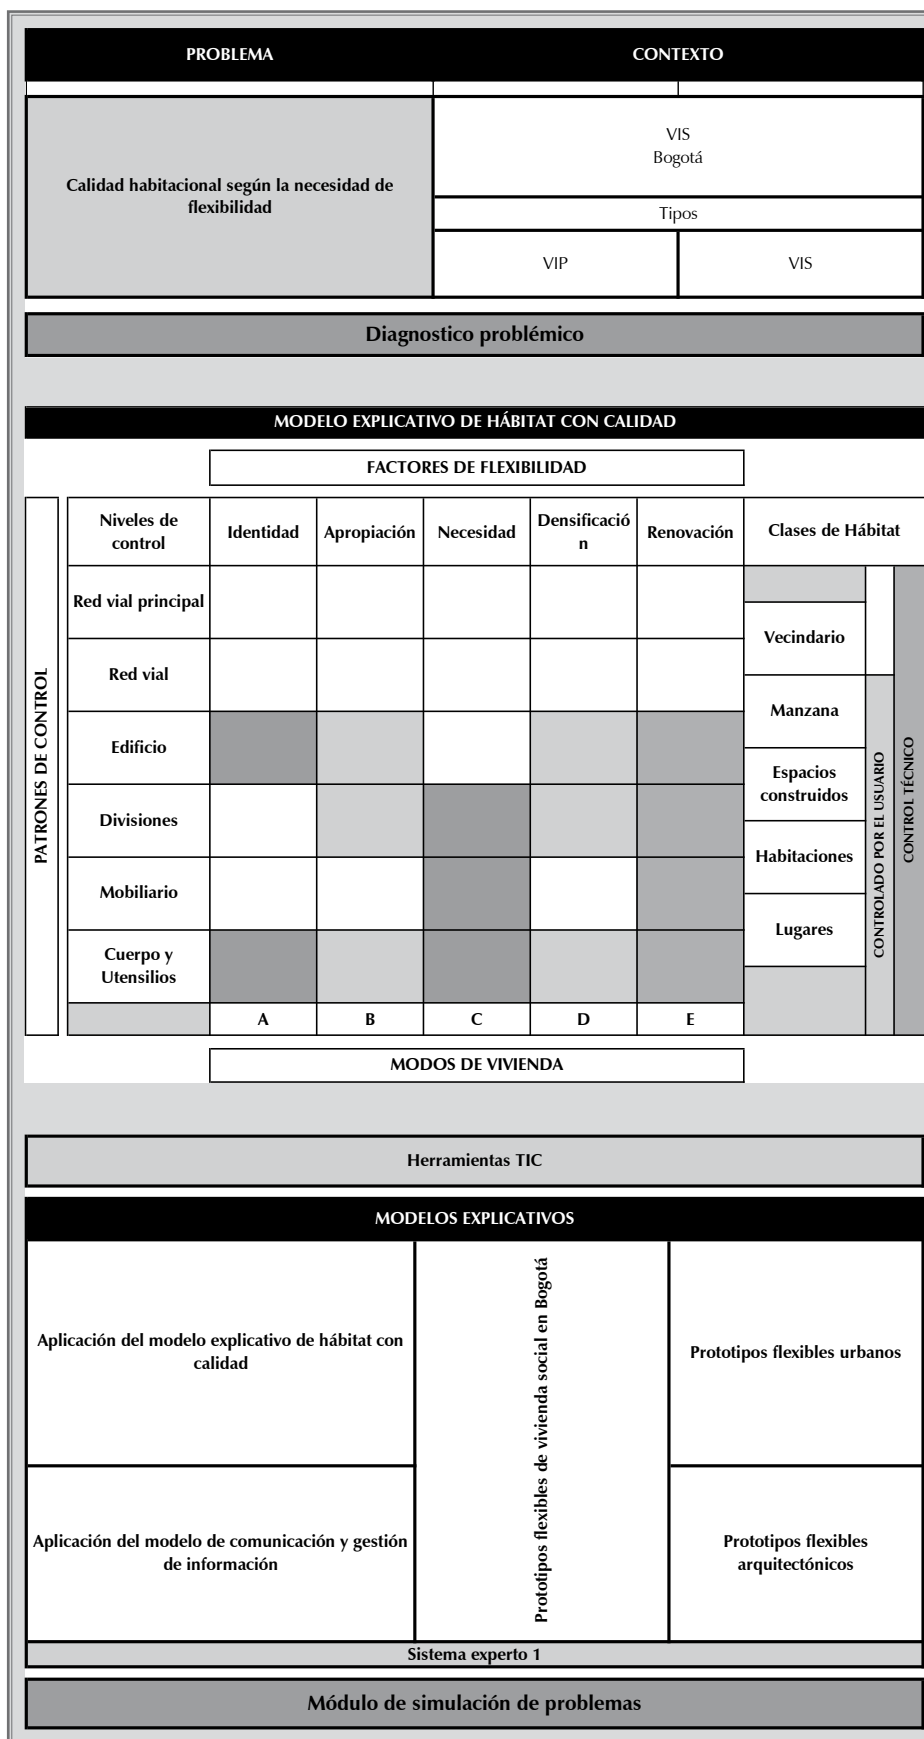 PROBLEMA
CONTEXTO
Calidad habitacional según la necesidad de
flexibilidad
VIS
Bogotá
Tipos
VIP
VIS
Diagnostico problémico
MODELO EXPLICATIVO DE HÁBITAT CON CALIDAD
FACTORES DE FLEXIBILIDAD
PATRONES DE CONTROL
Niveles de
control
Identidad
Apropiación
Necesidad
Densificació
n
Renovación
Clases de Hábitat
Red vial principal
Red vial
Edificio
Divisiones
Mobiliario
Cuerpo y
Utensilios
Vecindario
Manzana
Espacios
construidos
Habitaciones
Lugares
CONTROLADO POR EL USUARIO
CONTROL TÉCNICO
A
B
C
D
E
MODOS DE VIVIENDA
Herramientas TIC
MODELOS EXPLICATIVOS
Aplicación del modelo explicativo de hábitat con
calidad
Aplicación del modelo de comunicación y gestión
de información
Prototipos flexibles de vivienda social en Bogotá
Prototipos flexibles urbanos
Prototipos flexibles
arquitectónicos
Sistema experto 1
Módulo de simulación de problemas